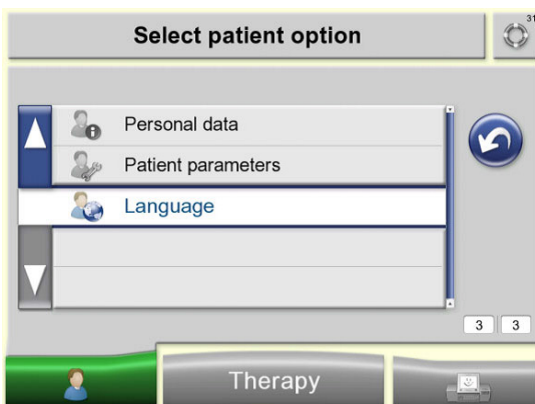 Select patient option
31
Personal data
Patient parameters
Language
3 3
Therapy